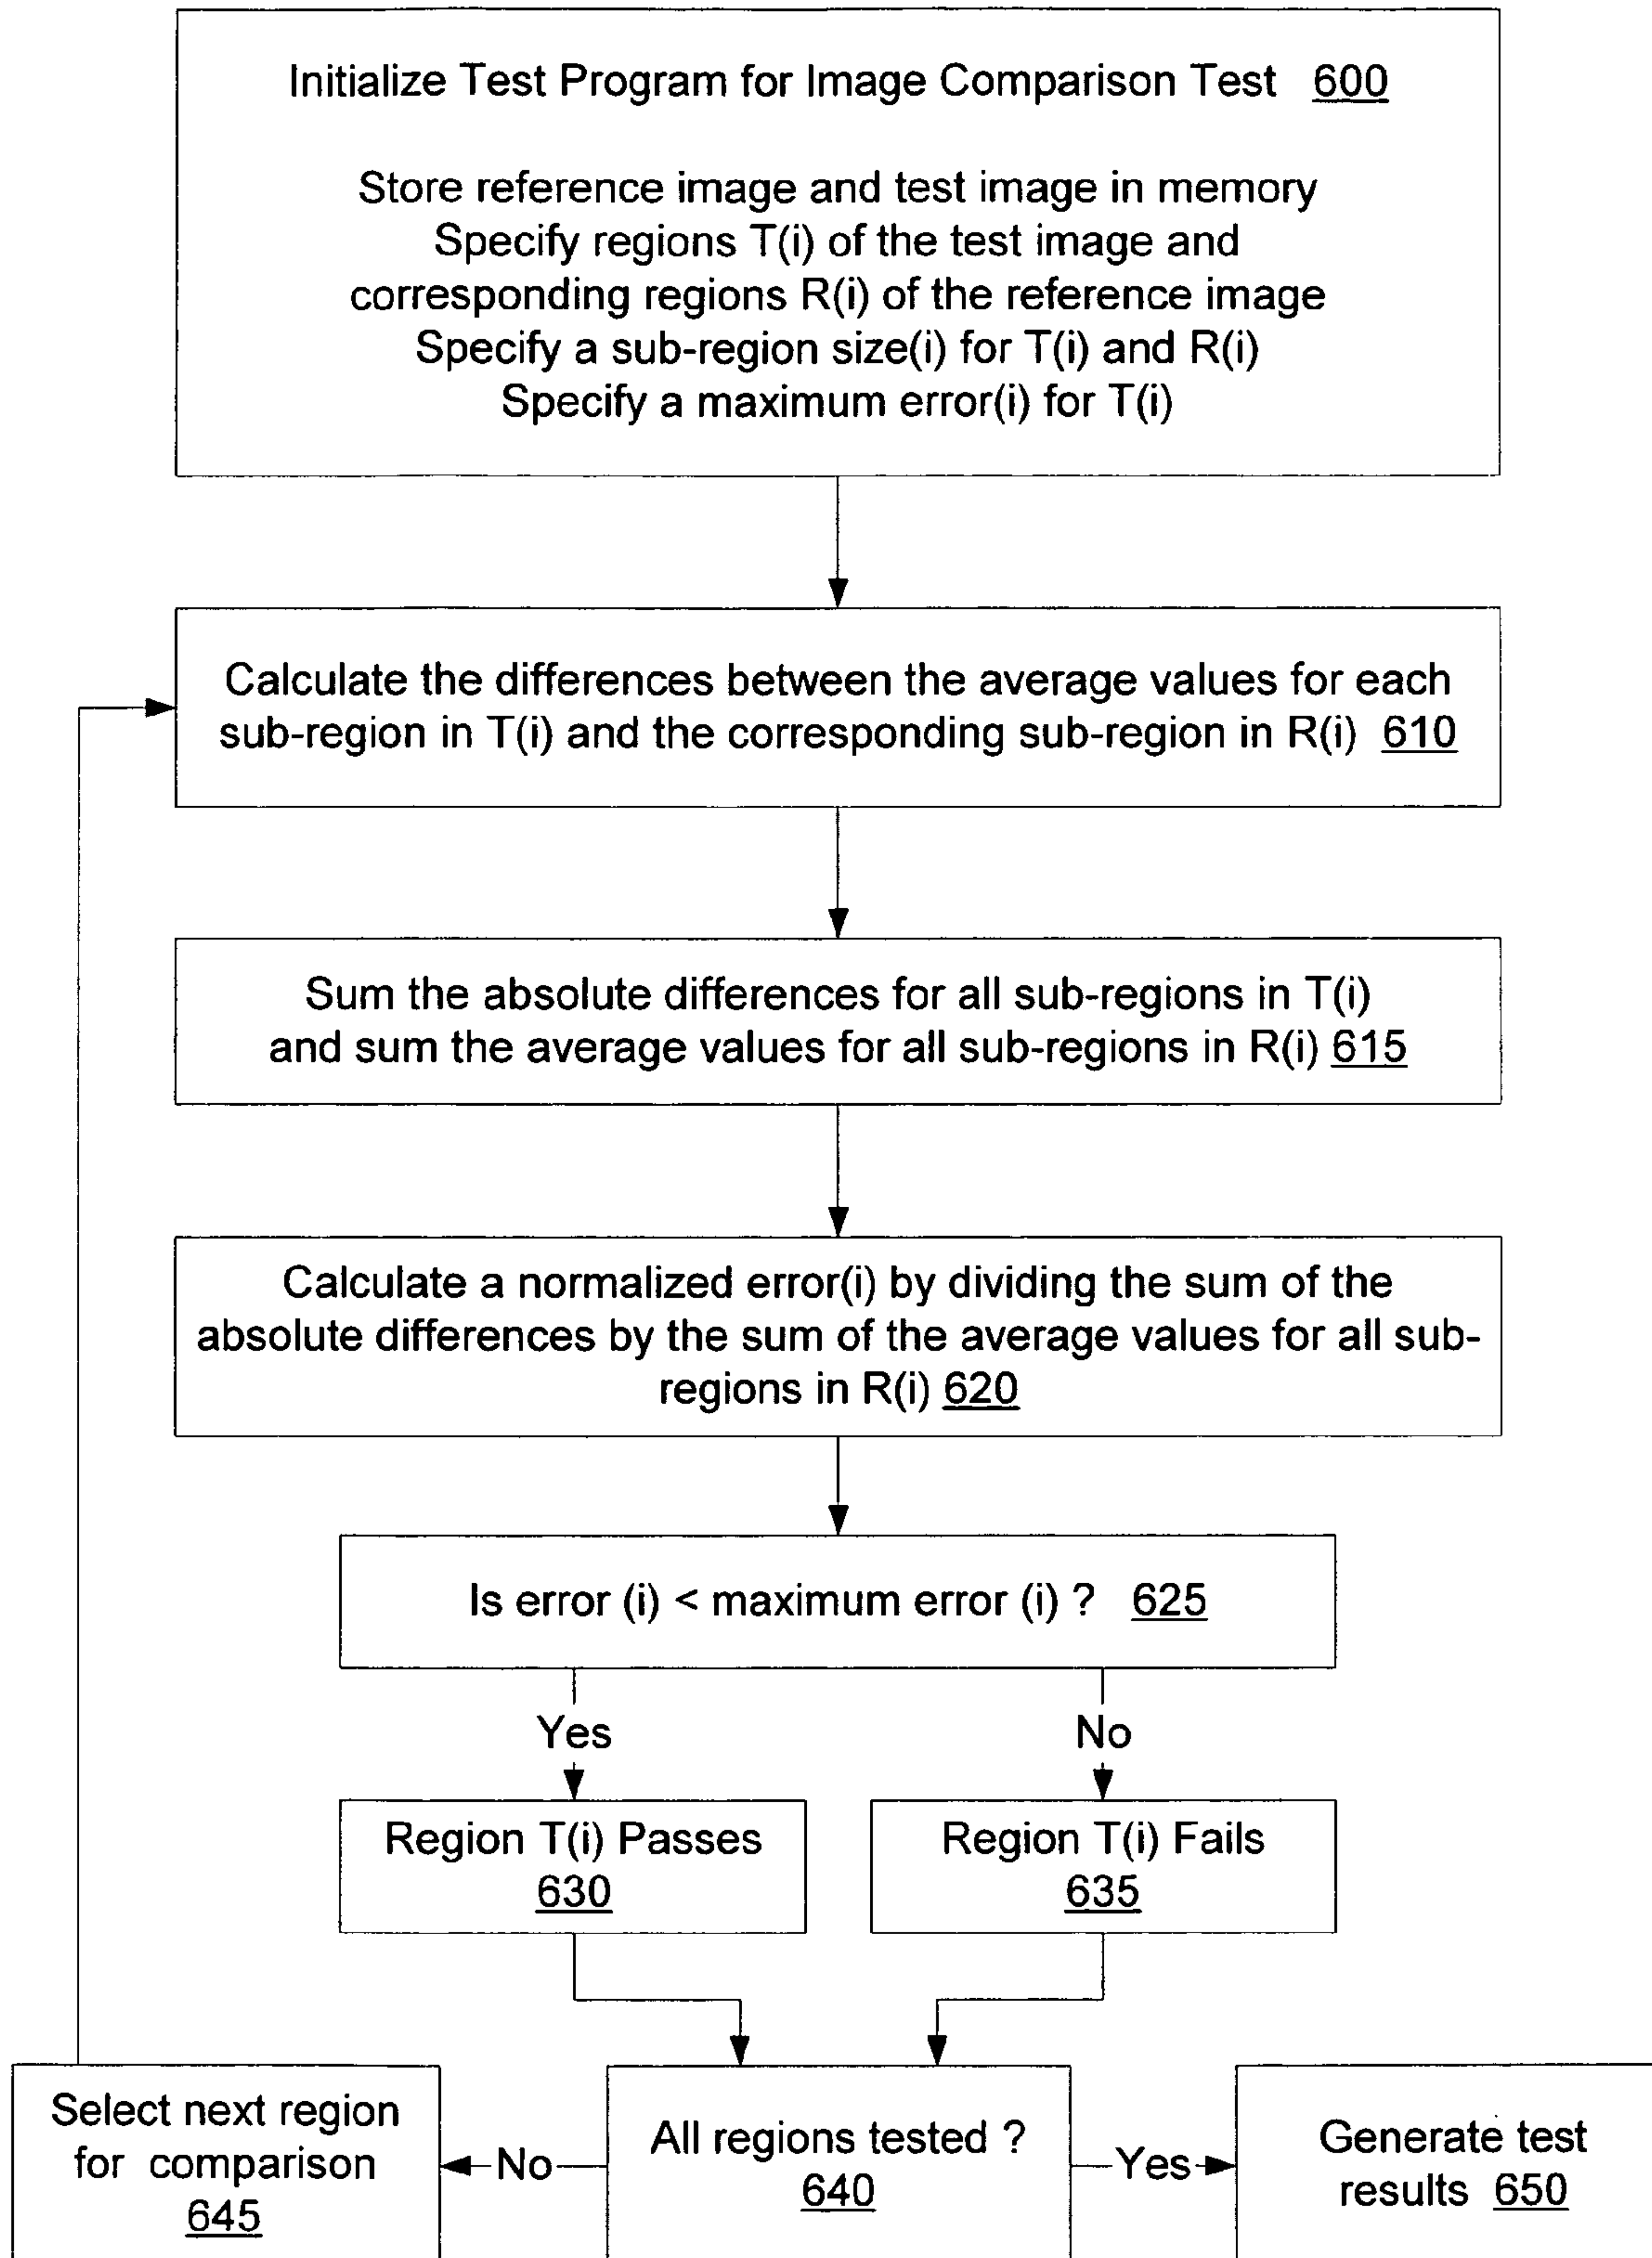 Initialize Test Program for Image Comparison Test 600
Store reference image and test image in memory
Specify regions T(i) of the test image and
corresponding regions R(i) of the reference image
Specify a sub-region size(i) for T(i) and R(i)
Specify a maximum error(i) for T(i)
Calculate the differences between the average values for each
sub-region in T(i) and the corresponding sub-region in R(i) 610
Sum the absolute differences for all sub-regions in T(i)
and sum the average values for all sub-regions in R(i) 615
Calculate a normalized error(i) by dividing the sum of the
absolute differences by the sum of the average values for all sub-
regions in R(i) 620
Is error (i) < maximum error (i) ? 625
Yes
No
Region T(i) Passes
630
Region T(i) Fails
635
Select next region
for comparison
645
No
All regions tested ?
640
Yes
Generate test
results 650